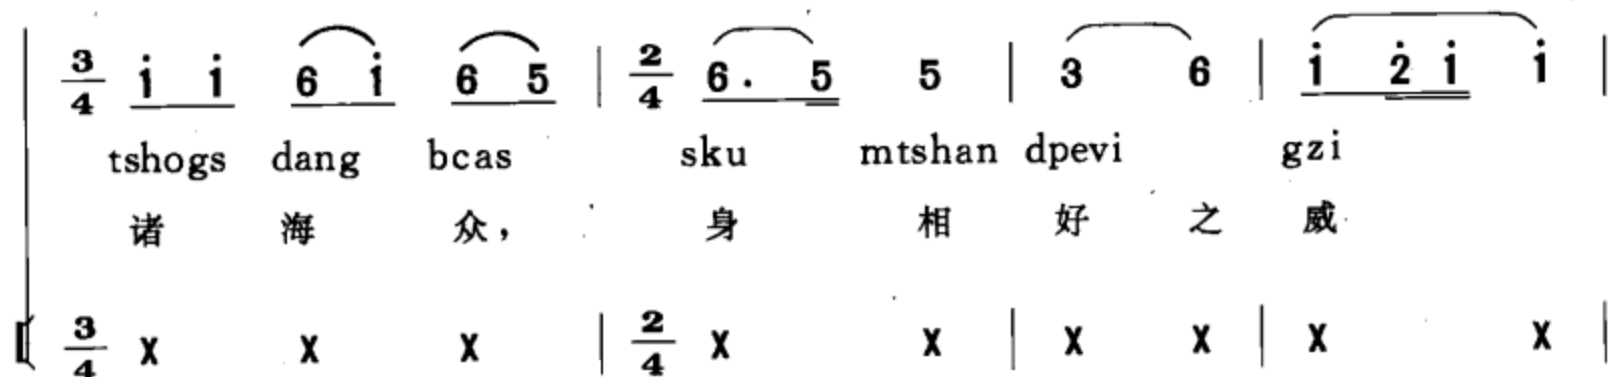 3/4 i̇ i̇ 6 i̇ 6 5 | 2/4 6. 5 5 | 3 6 | i̇ 2̇ i̇ i̇ |
tshogs dang bcas sku mtshan dpevi gzi
诸 海 众， 身 相 好 之 威
3/4 X X X | 2/4 X X | X X | X X |